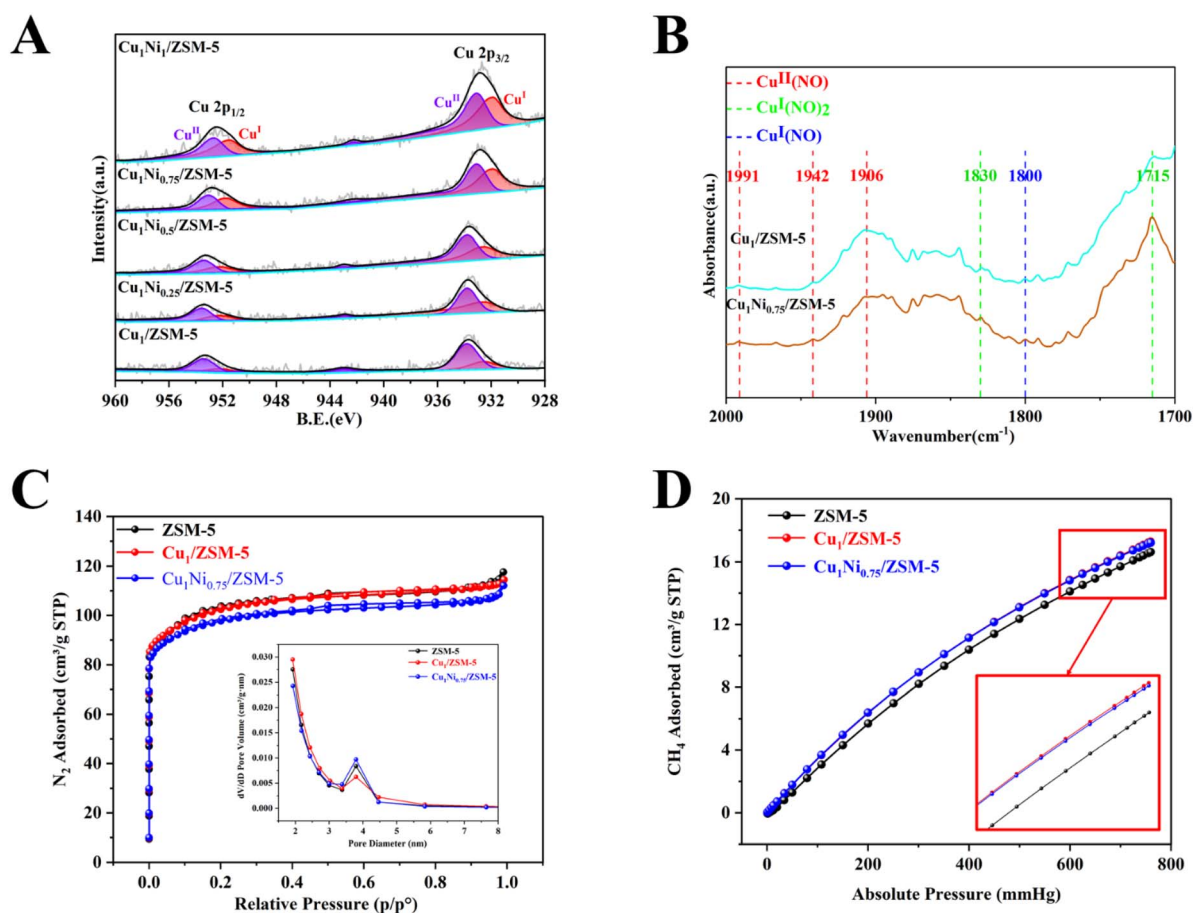 A
Cu₁Ni₁/ZSM-5
Cu 2p₃/₂
Cu 2p₁/₂
Cuᴵᴵ
Cuᴵ
Cuᴵᴵ
Cuᴵ
Cu₁Ni₀.₇₅/ZSM-5
Cu₁Ni₀.₅/ZSM-5
Cu₁Ni₀.₂₅/ZSM-5
Cu₁/ZSM-5
Intensity(a.u.)
960 956 952 948 944 940 936 932 928
B.E.(eV)
B
Cuᴵᴵ(NO)
Cuᴵ(NO)2
Cuᴵ(NO)
1991 1942 1906 1830 1800 1715
Cu₁/ZSM-5
Cu₁Ni₀.₇₅/ZSM-5
Absorbance(a.u.)
2000 1900 1800 1700
Wavenumber(cm⁻¹)
C
ZSM-5
Cu₁/ZSM-5
Cu₁Ni₀.₇₅/ZSM-5
N₂ Adsorbed (cm³/g STP)
140
120
100
80
60
40
20
0
0.0 0.2 0.4 0.6 0.8 1.0
Relative Pressure (p/p°)
ZSM-5
Cu₁/ZSM-5
Cu₁Ni₀.₇₅/ZSM-5
dV/dD Pore Volume (cm³/g·nm)
0.030
0.025
0.020
0.015
0.010
0.005
0.000
2 3 4 5 6 7 8
Pore Diameter (nm)
D
ZSM-5
Cu₁/ZSM-5
Cu₁Ni₀.₇₅/ZSM-5
CH₄ Adsorbed (cm³/g STP)
20
16
12
8
4
0
0 200 400 600 800
Absolute Pressure (mmHg)